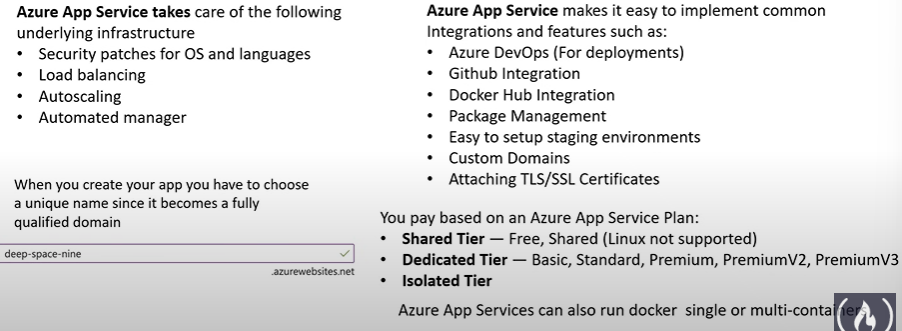 Azure App Service takes care of the following
underlying infrastructure
• Security patches for OS and languages
• Load balancing
• Autoscaling
• Automated manager
When you create your app you have to choose
a unique name since it becomes a fully
qualified domain
deep-space-nine
.azurewebsites.net
Azure App Service makes it easy to implement common
Integrations and features such as:
• Azure DevOps (For deployments)
• Github Integration
• Docker Hub Integration
• Package Management
• Easy to setup staging environments
• Custom Domains
• Attaching TLS/SSL Certificates
You pay based on an Azure App Service Plan:
• Shared Tier — Free, Shared (Linux not supported)
• Dedicated Tier — Basic, Standard, Premium, PremiumV2, PremiumV3
• Isolated Tier
Azure App Services can also run docker single or multi-containers